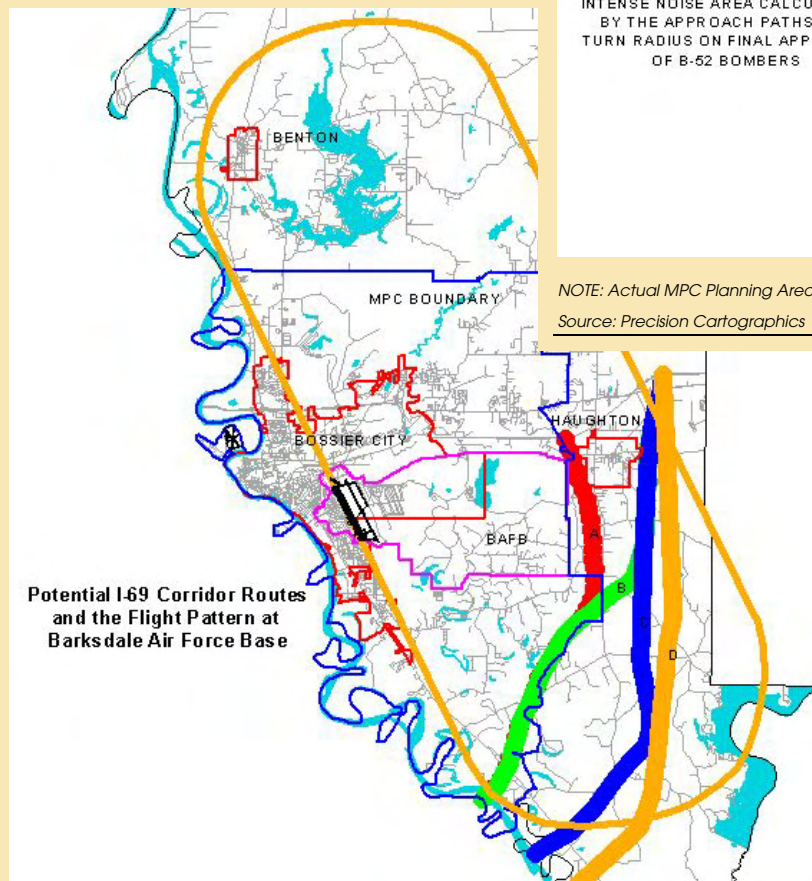 INTENSE NOISE AREA CALCU
BY THE APPROACH PATHS
TURN RADIUS ON FINAL APP
OF B-52 BOMBERS
BENTON
MPC BOUNDARY
NOTE: Actual MPC Planning Area
Source: Precision Cartographics
BOSSIER CITY
HAUGHTON
BAFB
A
B
C
D
Potential I-69 Corridor Routes
and the Flight Pattern at
Barksdale Air Force Base